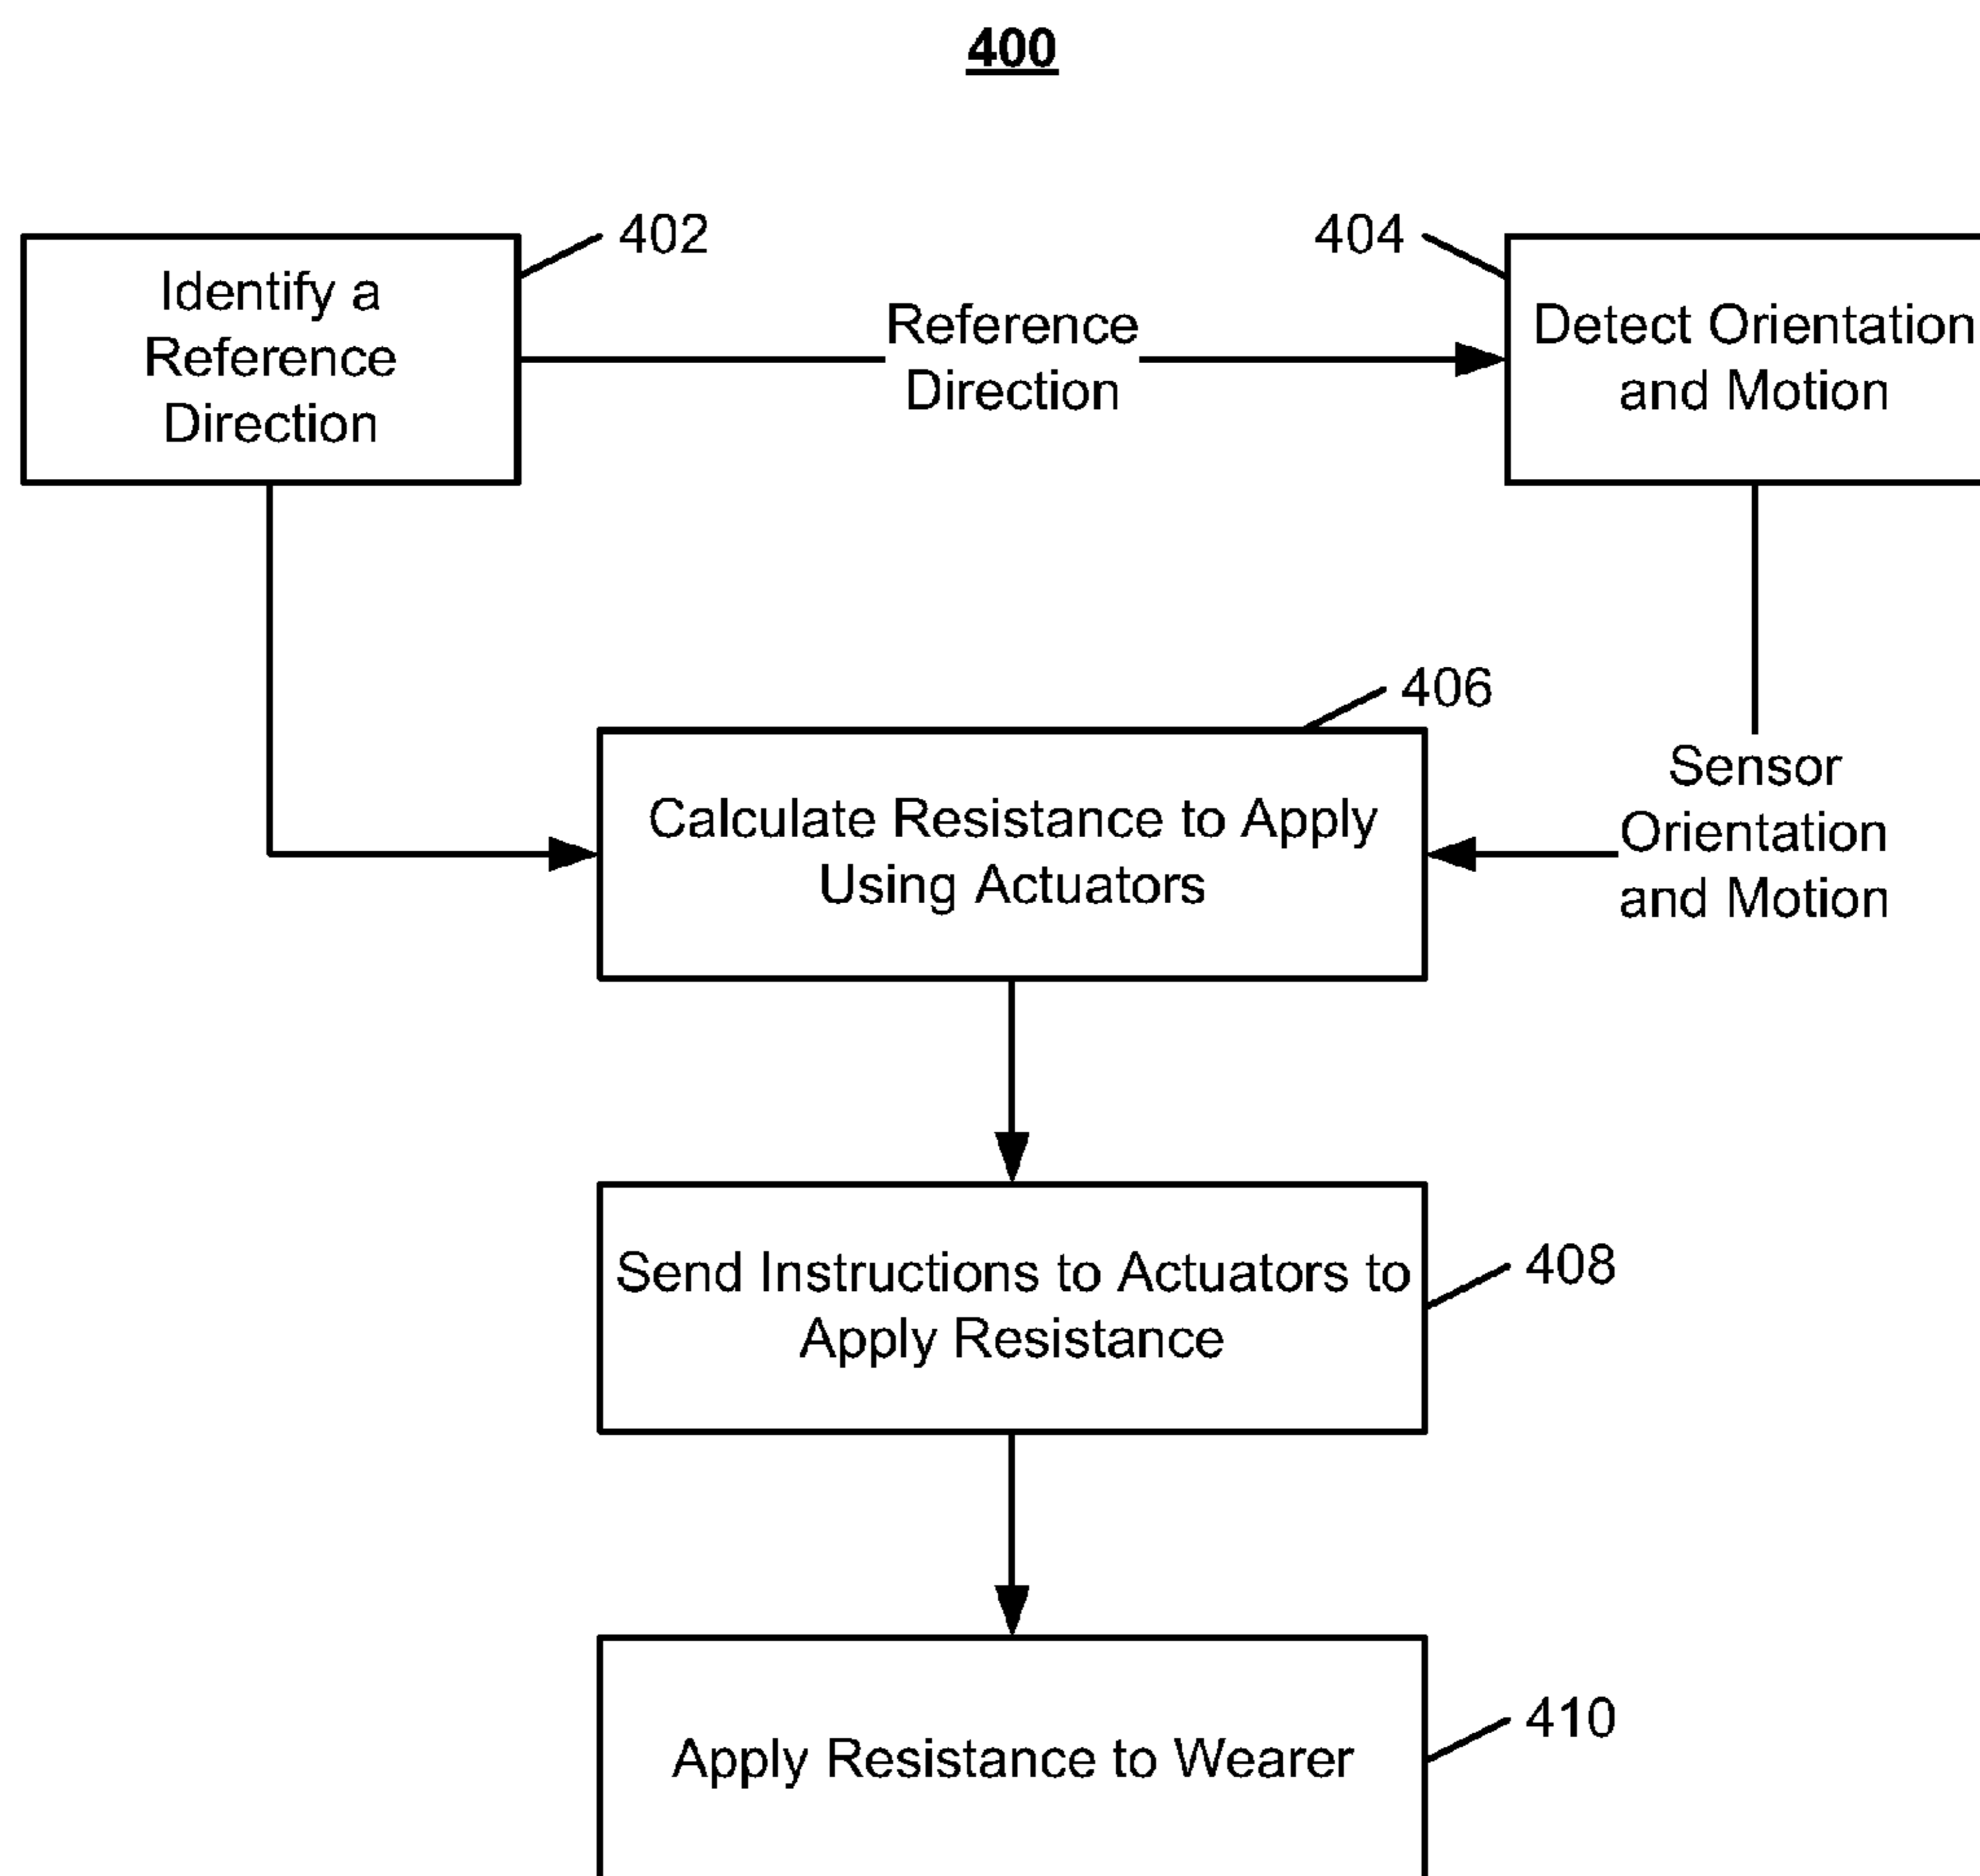 400
402
Identify a
Reference
Direction
Reference
Direction
404
Detect Orientation
and Motion
Sensor
Orientation
and Motion
406
Calculate Resistance to Apply
Using Actuators
Send Instructions to Actuators to
Apply Resistance
408
Apply Resistance to Wearer
410